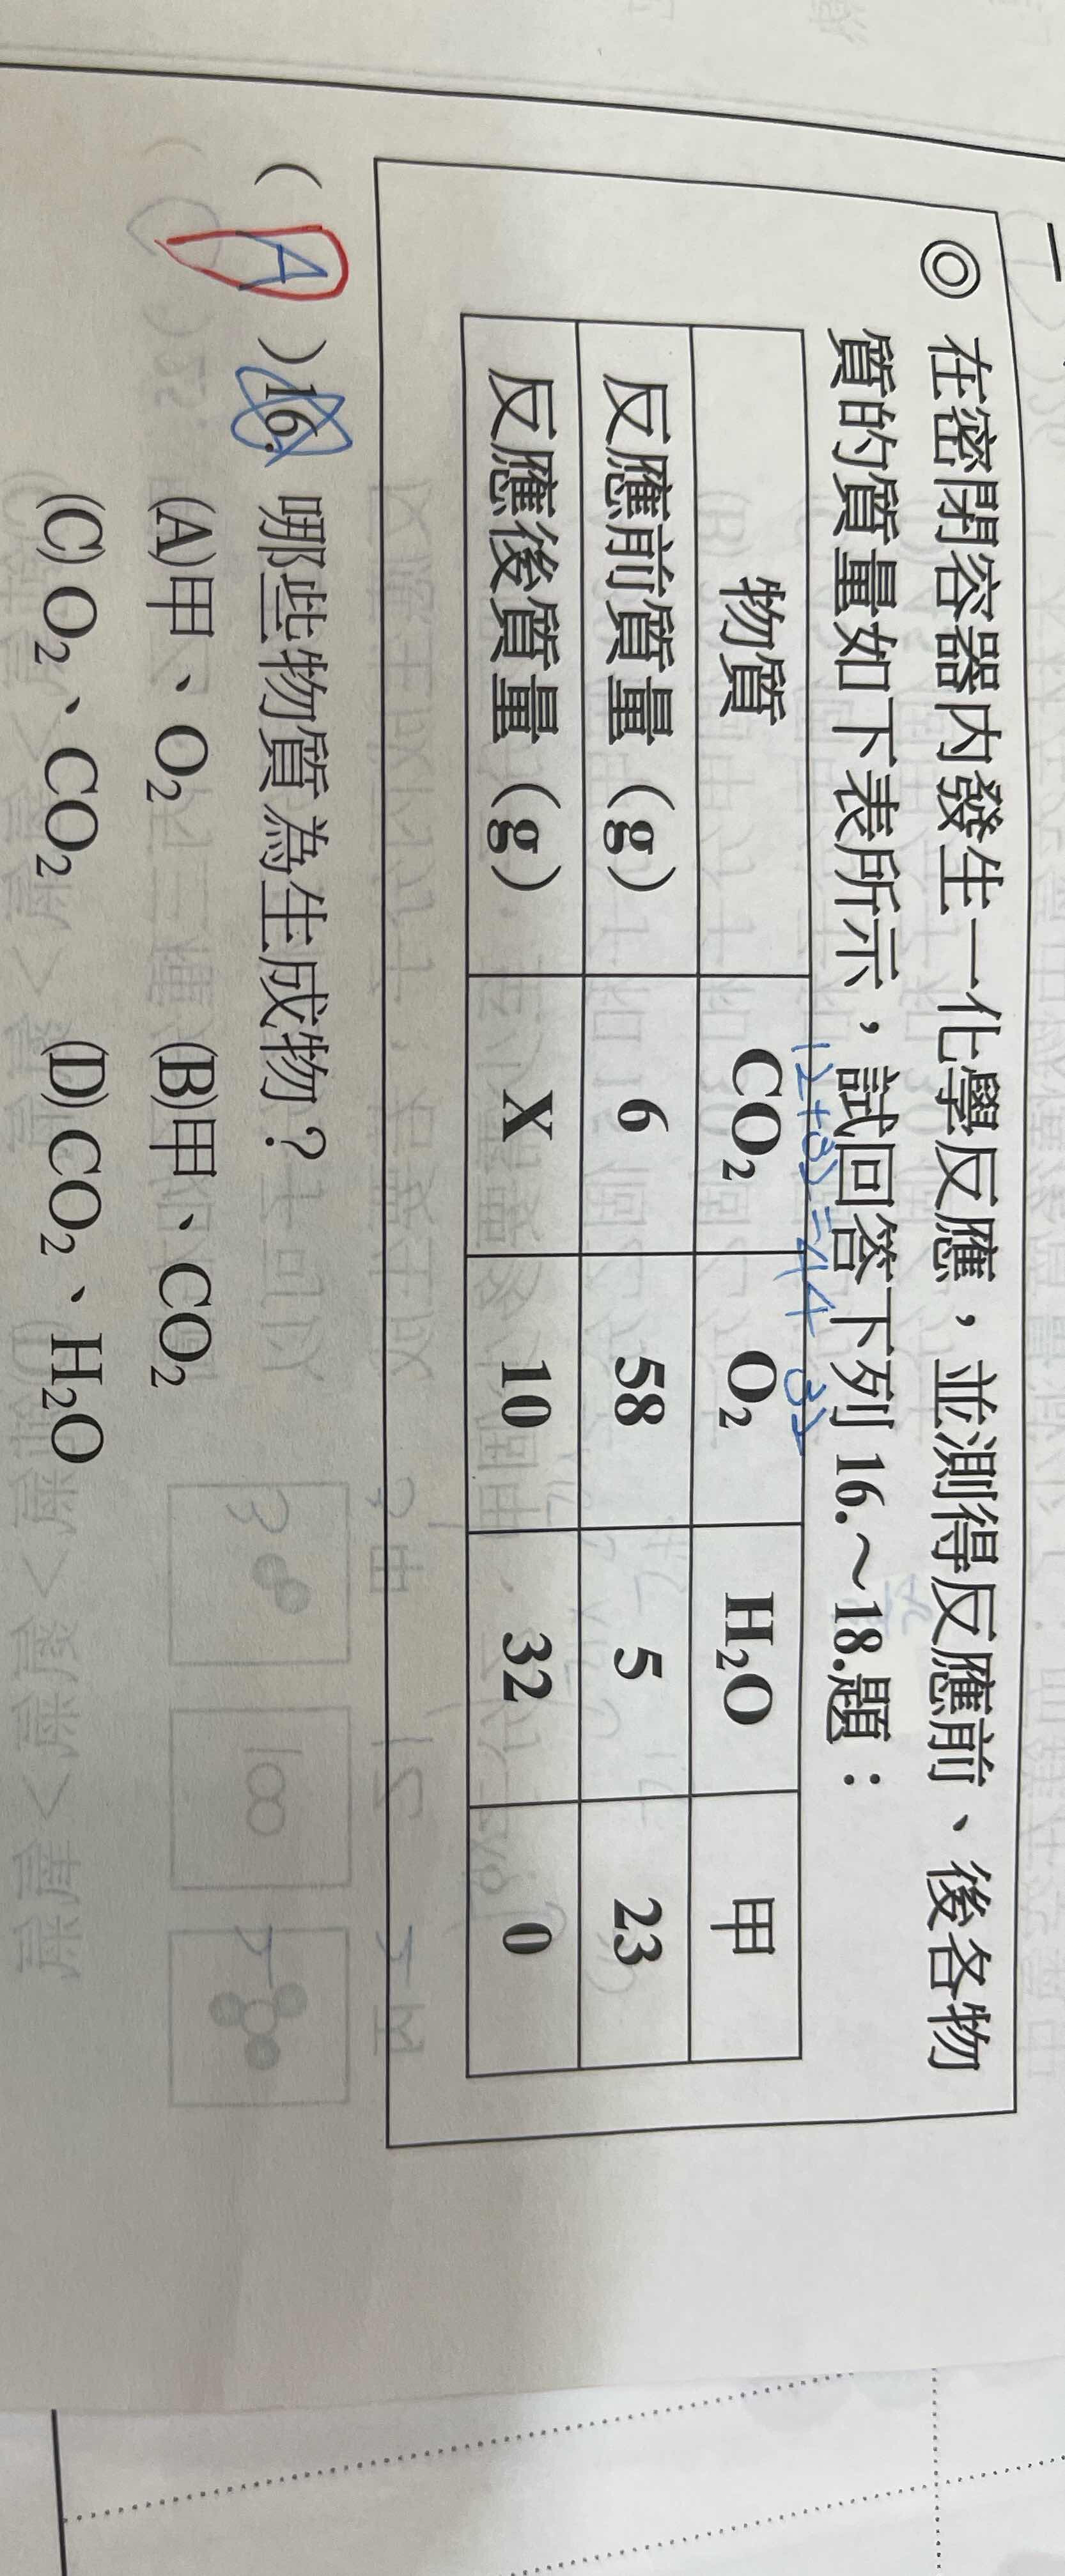 ◎ 在密閉容器內發生一化學反應，並測得反應前、後各物
質的質量如下表所示，試回答下列 16.～18.題：
12+32=44 32
物質 CO₂ O₂ H₂O 甲
反應前質量（g） 6 58 5 23
反應後質量（g） X 10 32 0
( A )16. 哪些物質為生成物？
(A)甲、O₂ (B)甲、CO₂
(C) O₂、CO₂ (D) CO₂、H₂O